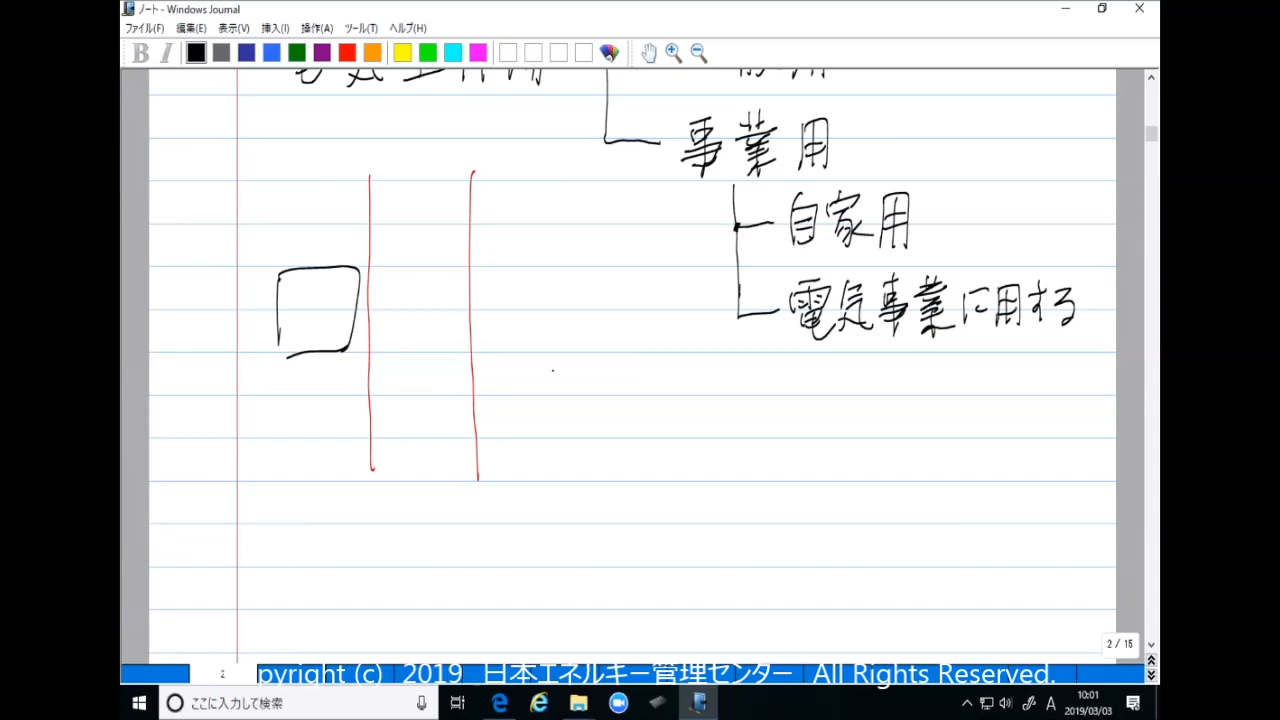 ノート - Windows Journal
ファイル(F) 編集(E) 表示(V) 挿入(I) 操作(A) ツール(T) ヘルプ(H)
B I
事業用
自家用
電気事業に用する
2 / 15
2
pyright (c) 2019 日本エネルキー管理センター All Rights Reserved.
ここに入力して検索
A
10:01
2019/03/03